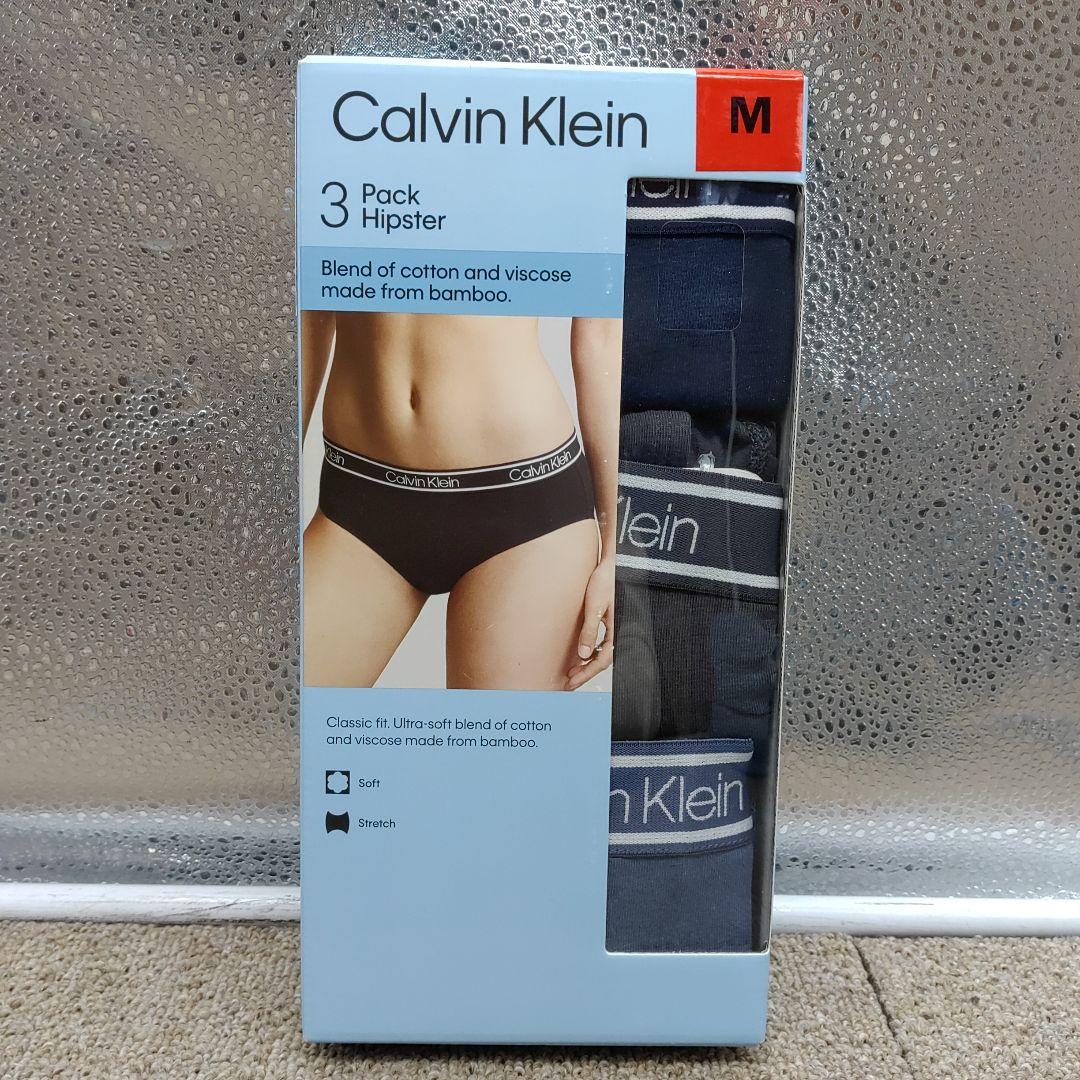 Calvin Klein
M
3 Pack
Hipster
Blend of cotton and viscose
made from bamboo.
Calvin Klein
Calvin Klein
Klein
n Klein
Classic fit. Ultra-soft blend of cotton
and viscose made from bamboo.
Soft
Stretch